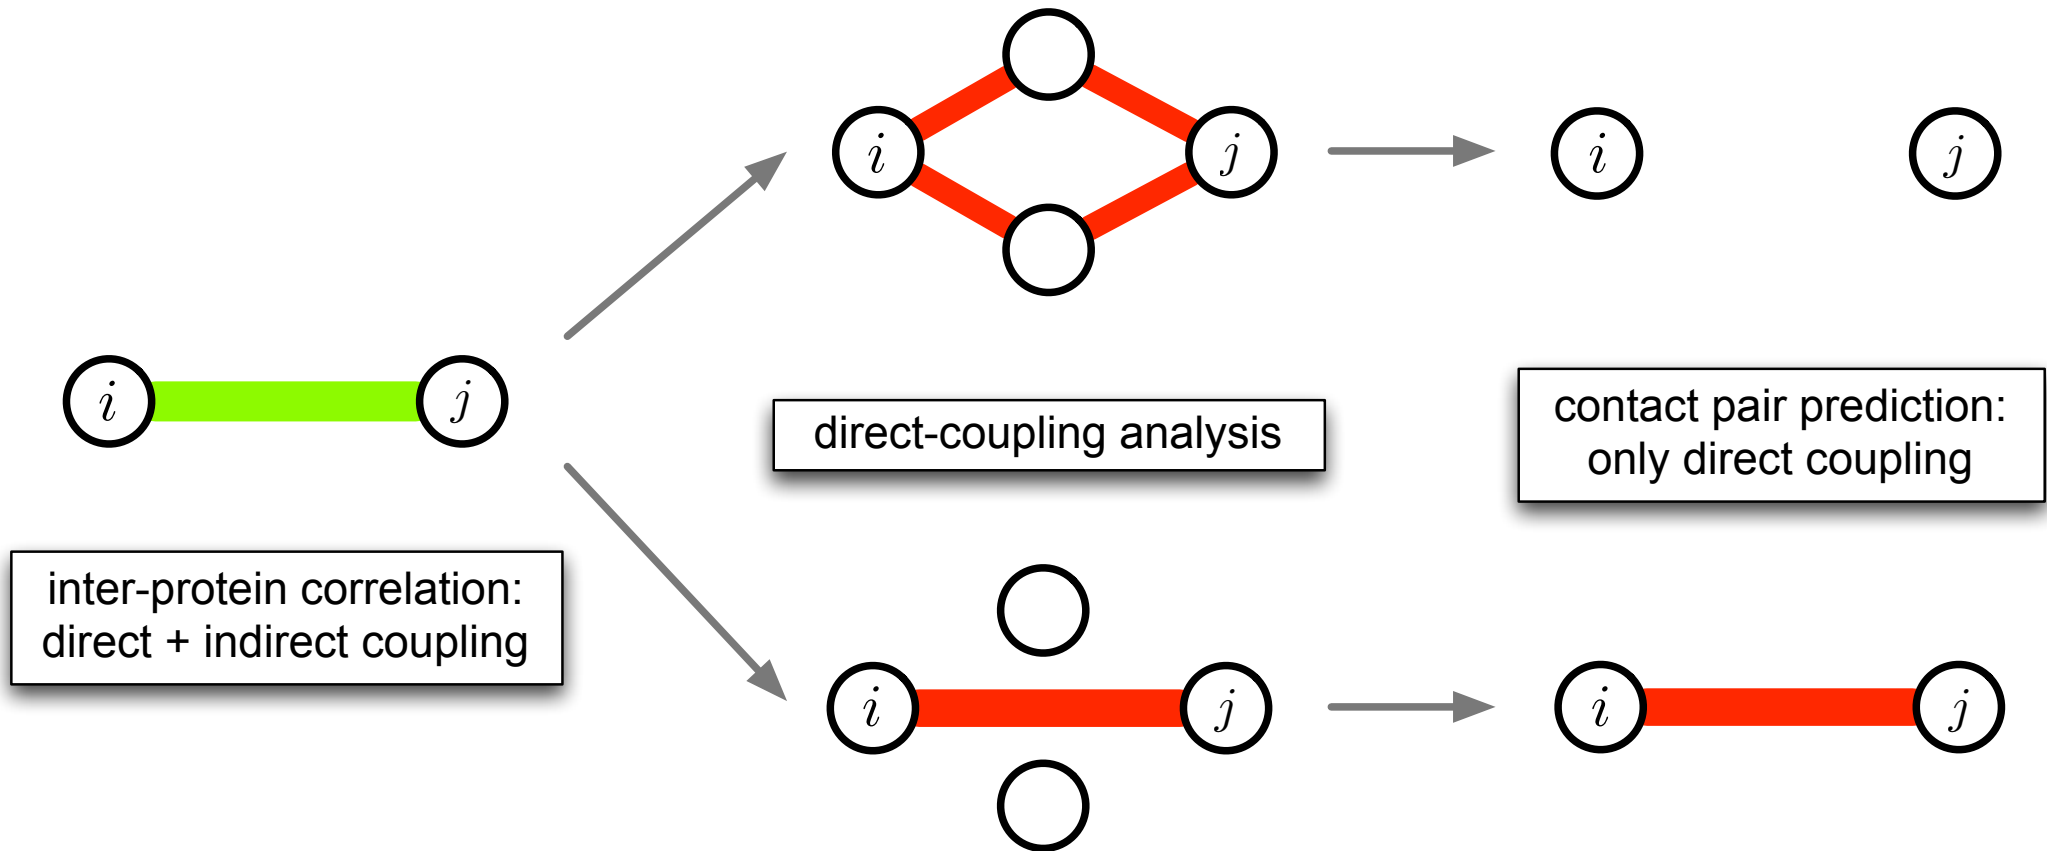 i
j
i
j
i
j
direct-coupling analysis
contact pair prediction:
only direct coupling
inter-protein correlation:
direct + indirect coupling
i
j
i
j